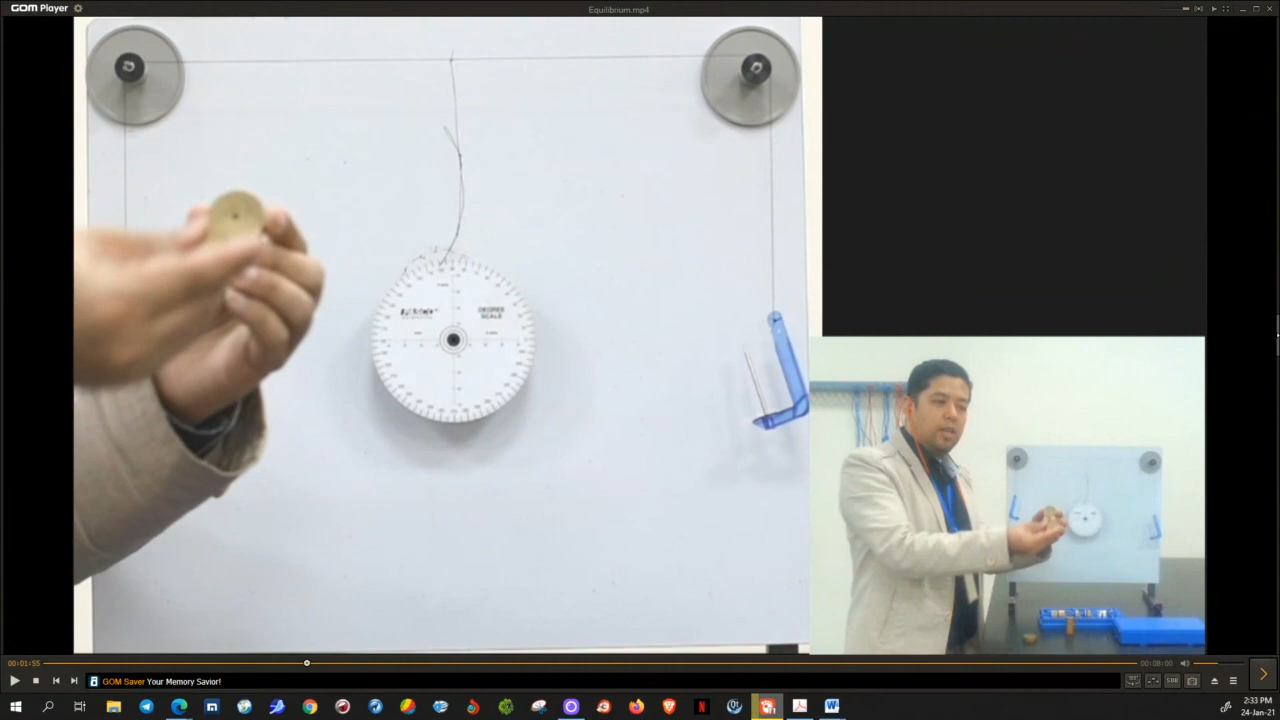 GOM Player
Equilibrium.mp4
DEGREE
SCALE
00:01:55
00:08:00
GOM Saver Your Memory Savior!
SUB
2:33 PM
24-Jan-21